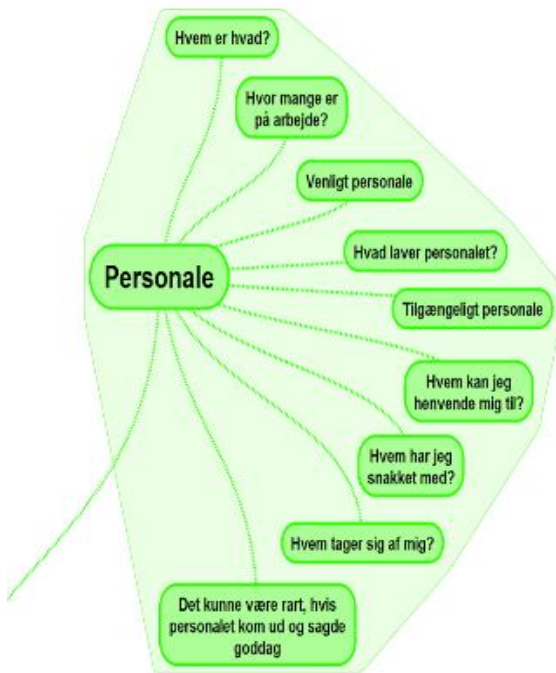 Hvem er hvad?
Hvor mange er
på arbejde?
Venligt personale
Hvad laver personalet?
Personale
Tilgængeligt personale
Hvem kan jeg
henvende mig til?
Hvem har jeg
snakket med?
Hvem tager sig af mig?
Det kunne være rart, hvis
personalet kom ud og sagde
goddag